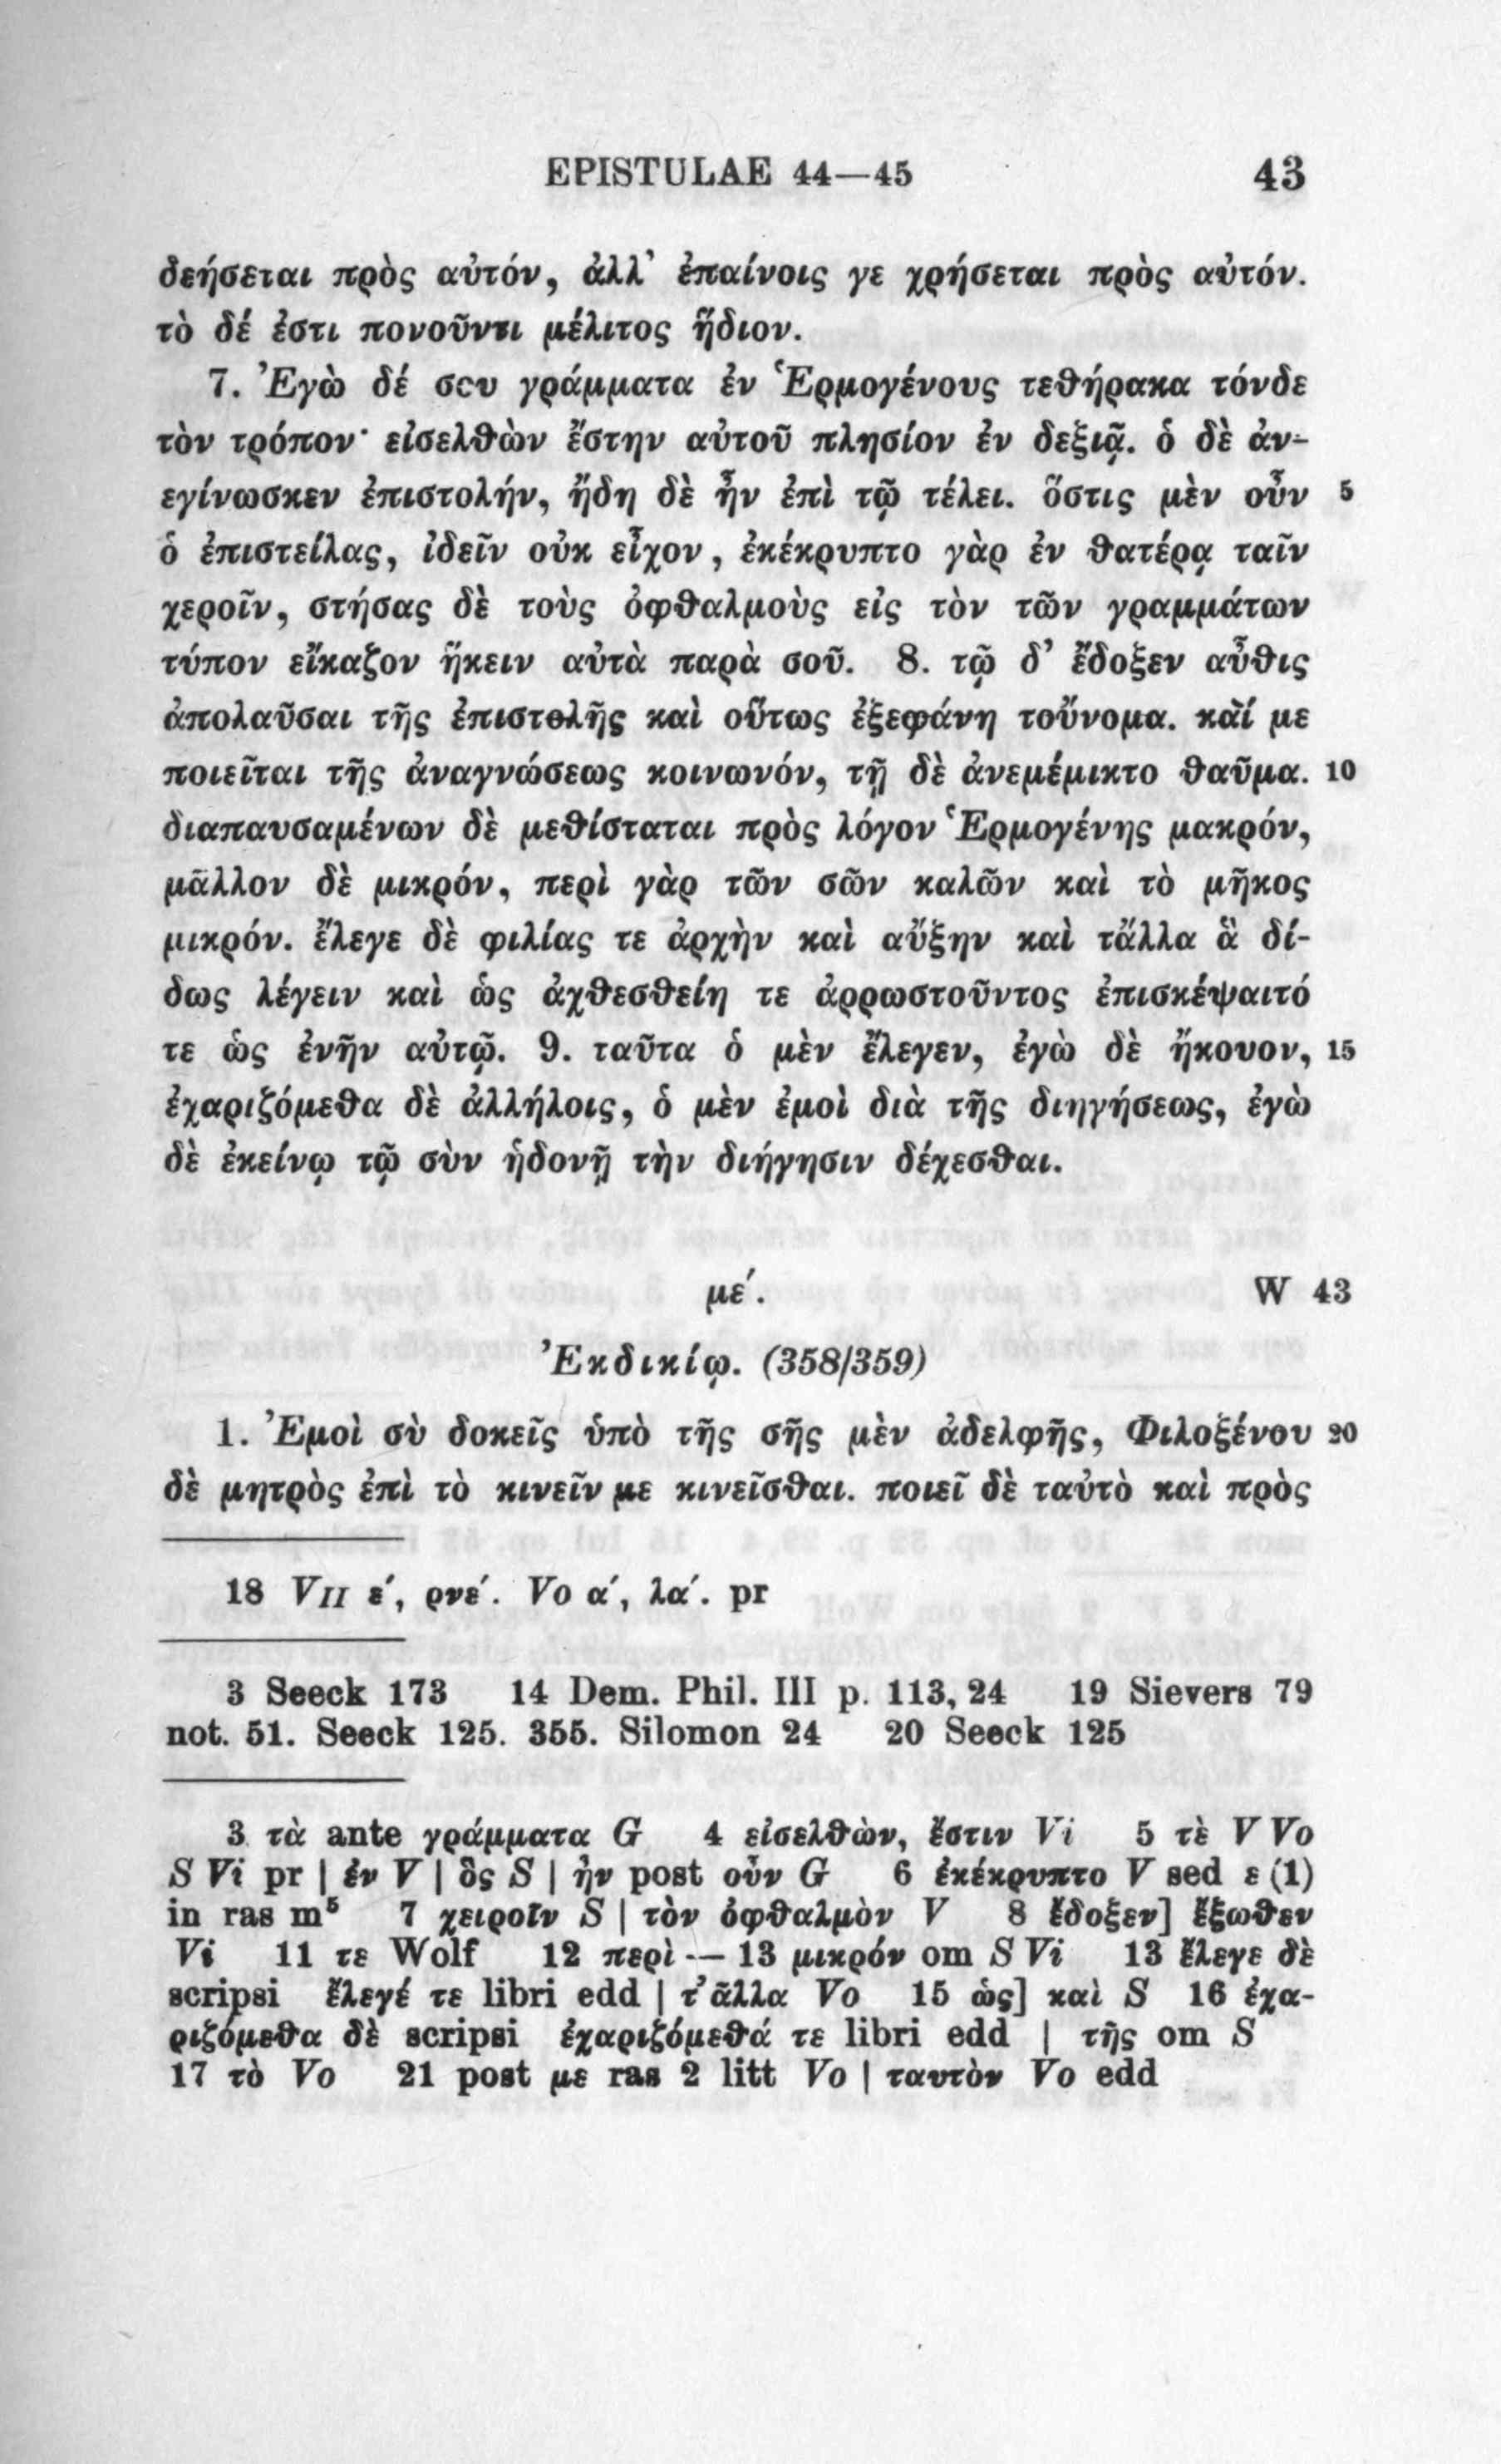 EPISTULAE 44—45 43
δεήσεται πρὸς αὐτόν, ἀλλ᾽ ἐπαίνοις γε χρήσεται πρὸς αὐτόν.
τὸ δέ ἐστι πονοῦντι μέλιτος ἥδιον.
7. Ἐγὼ δέ σου γράμματα ἐν Ἑρμογένους τεθήρακα τόνδε
τὸν τρόπον· εἰσελθὼν ἔστην αὐτοῦ πλησίον ἐν δεξιᾷ. ὁ δὲ ἀν-
εγίνωσκεν ἐπιστολήν, ἤδη δὲ ἦν ἐπὶ τῷ τέλει. ὅστις μὲν οὖν 5
ὁ ἐπιστείλας, ἰδεῖν οὐκ εἶχον, ἐκέκρυπτο γὰρ ἐν θατέρᾳ ταῖν
χεροῖν, στήσας δὲ τοὺς ὀφθαλμοὺς εἰς τὸν τῶν γραμμάτων
τύπον εἴκαζον ἥκειν αὐτὰ παρὰ σοῦ. 8. τῷ δ᾽ ἔδοξεν αὖθις
ἀπολαῦσαι τῆς ἐπιστολῆς καὶ οὕτως ἐξεφάνη τοὔνομα. καί με
ποιεῖται τῆς ἀναγνώσεως κοινωνόν, τῇ δὲ ἀνεμέμικτο θαῦμα. 10
διαπαυσαμένων δὲ μεθίσταται πρὸς λόγον Ἑρμογένης μακρόν,
μᾶλλον δὲ μικρόν, περὶ γὰρ τῶν σῶν καλῶν καὶ τὸ μῆκος
μικρόν. ἔλεγε δὲ φιλίας τε ἀρχὴν καὶ αὔξην καὶ τἄλλα ἃ δί-
δως λέγειν καὶ ὡς ἀχθεσθείη τε ἀρρωστοῦντος ἐπισκέψαιτό
τε ὡς ἐνῆν αὐτῷ. 9. ταῦτα ὁ μὲν ἔλεγεν, ἐγὼ δὲ ἤκουον, 15
ἐχαριζόμεθα δὲ ἀλλήλοις, ὁ μὲν ἐμοὶ διὰ τῆς διηγήσεως, ἐγὼ
δὲ ἐκείνῳ τῷ σὺν ἡδονῇ τὴν διήγησιν δέχεσθαι.
με΄. W 43
Ἐκδικίῳ. (358/359)
1. Ἐμοὶ σὺ δοκεῖς ὑπὸ τῆς σῆς μὲν ἀδελφῆς, Φιλοξένου 20
δὲ μητρὸς ἐπὶ τὸ κινεῖν με κινεῖσθαι. ποιεῖ δὲ ταὐτὸ καὶ πρὸς
18 VII ε΄, ρνε΄. Vo α΄, λα΄. pr
3 Seeck 173 14 Dem. Phil. III p. 113, 24 19 Sievers 79
not. 51. Seeck 125. 355. Silomon 24 20 Seeck 125
3 τὰ ante γράμματα G 4 εἰσελθὼν, ἔστιν Vi 5 τὲ V Vo
S Vi pr | ἐν V | ὃς S | ἦν post οὖν G 6 ἐκέκρυπτο V sed ε (1)
in ras m⁵ 7 χειροῖν S | τὸν ὀφθαλμὸν V 8 ἔδοξεν] ἔξωθεν
Vi 11 τε Wolf 12 περὶ — 13 μικρόν om S Vi 13 ἔλεγε δὲ
scripsi ἔλεγέ τε libri edd | τ᾽ἄλλα Vo 15 ὡς] καὶ S 16 ἐχα-
ριζόμεθα δὲ scripsi ἐχαριζόμεθά τε libri edd | τῆς om S
17 τὸ Vo 21 post με ras 2 litt Vo | ταυτὸν Vo edd